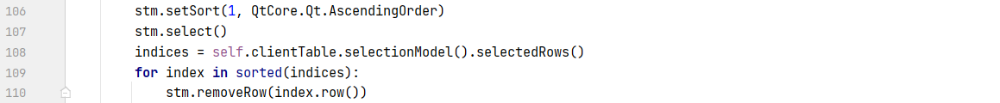 106 stm.setSort(1, QtCore.Qt.AscendingOrder)
107 stm.select()
108 indices = self.clientTable.selectionModel().selectedRows()
109 for index in sorted(indices):
110 stm.removeRow(index.row())